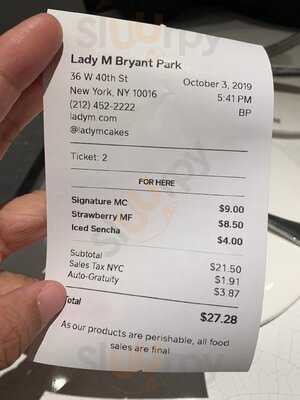 Lady M Bryant Park
36 W 40th St October 3, 2019
New York, NY 10016 5:41 PM
(212) 452-2222 BP
ladym.com
@ladymcakes
Ticket: 2
FOR HERE
Signature MC $9.00
Strawberry MF $8.50
Iced Sencha $4.00
Subtotal $21.50
Sales Tax NYC $1.91
Auto-Gratuity $3.87
Total $27.28
As our products are perishable, all food
sales are final
sluurpy
sluurpy
sluurpy